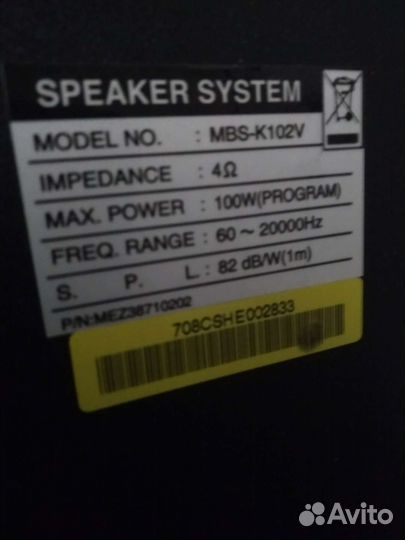 SPEAKER SYSTEM
MODEL NO. : MBS-K102V
IMPEDANCE : 4Ω
MAX. POWER : 100W(PROGRAM)
FREQ. RANGE : 60 ~ 20000Hz
S. P. L. : 82 dB/W(1m)
P/N:MEZ38710202
708CSHE002833
Avito